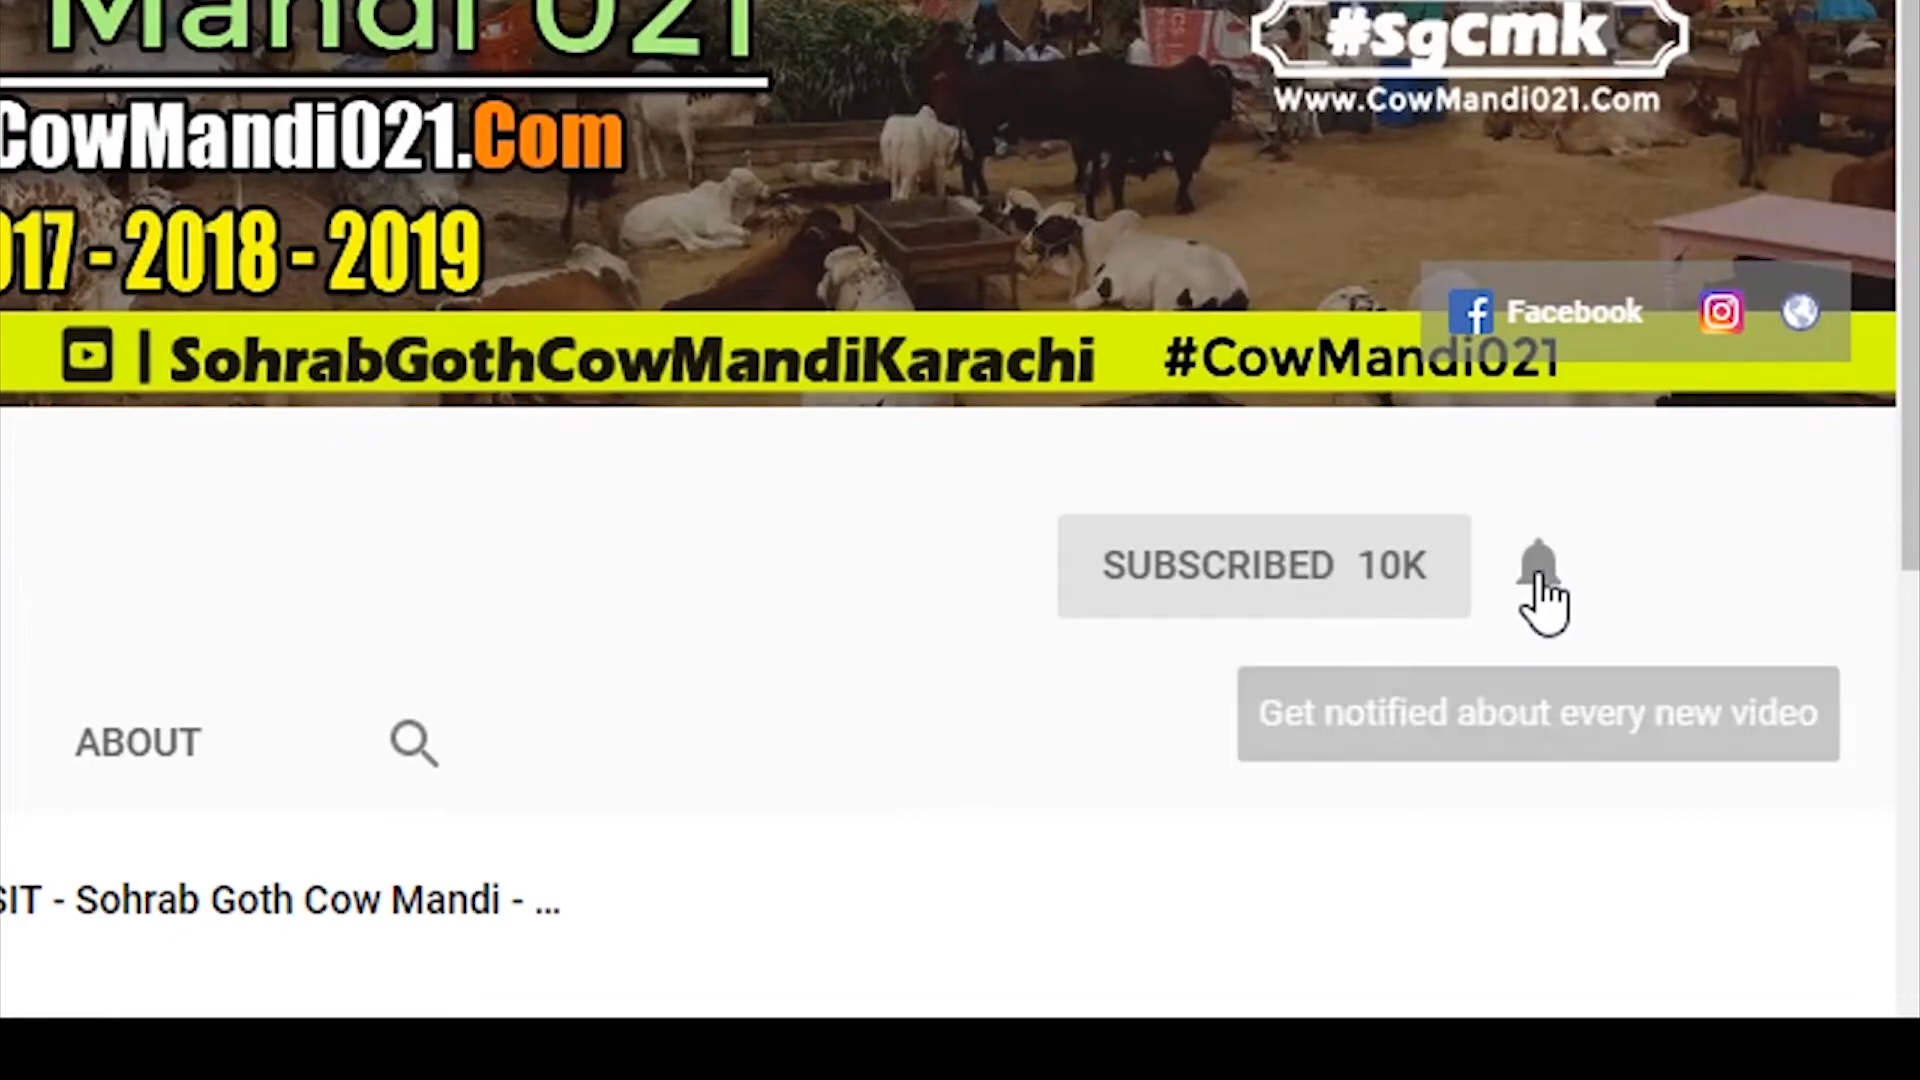 Mandi 021
#sgcmk
Www.CowMandi021.Com
CowMandi021.Com
017 - 2018 - 2019
Facebook
| SohrabGothCowMandiKarachi #CowMandi021
SUBSCRIBED 10K
Get notified about every new video
ABOUT
SIT - Sohrab Goth Cow Mandi - ...